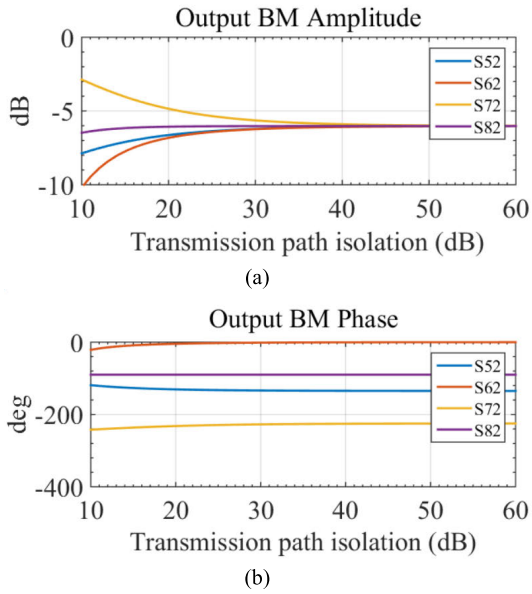 Output BM Amplitude
0
-5
-10
dB
S52
S62
S72
S82
10 20 30 40 50 60
Transmission path isolation (dB)
(a)
Output BM Phase
0
-200
-400
deg
S52
S62
S72
S82
10 20 30 40 50 60
Transmission path isolation (dB)
(b)